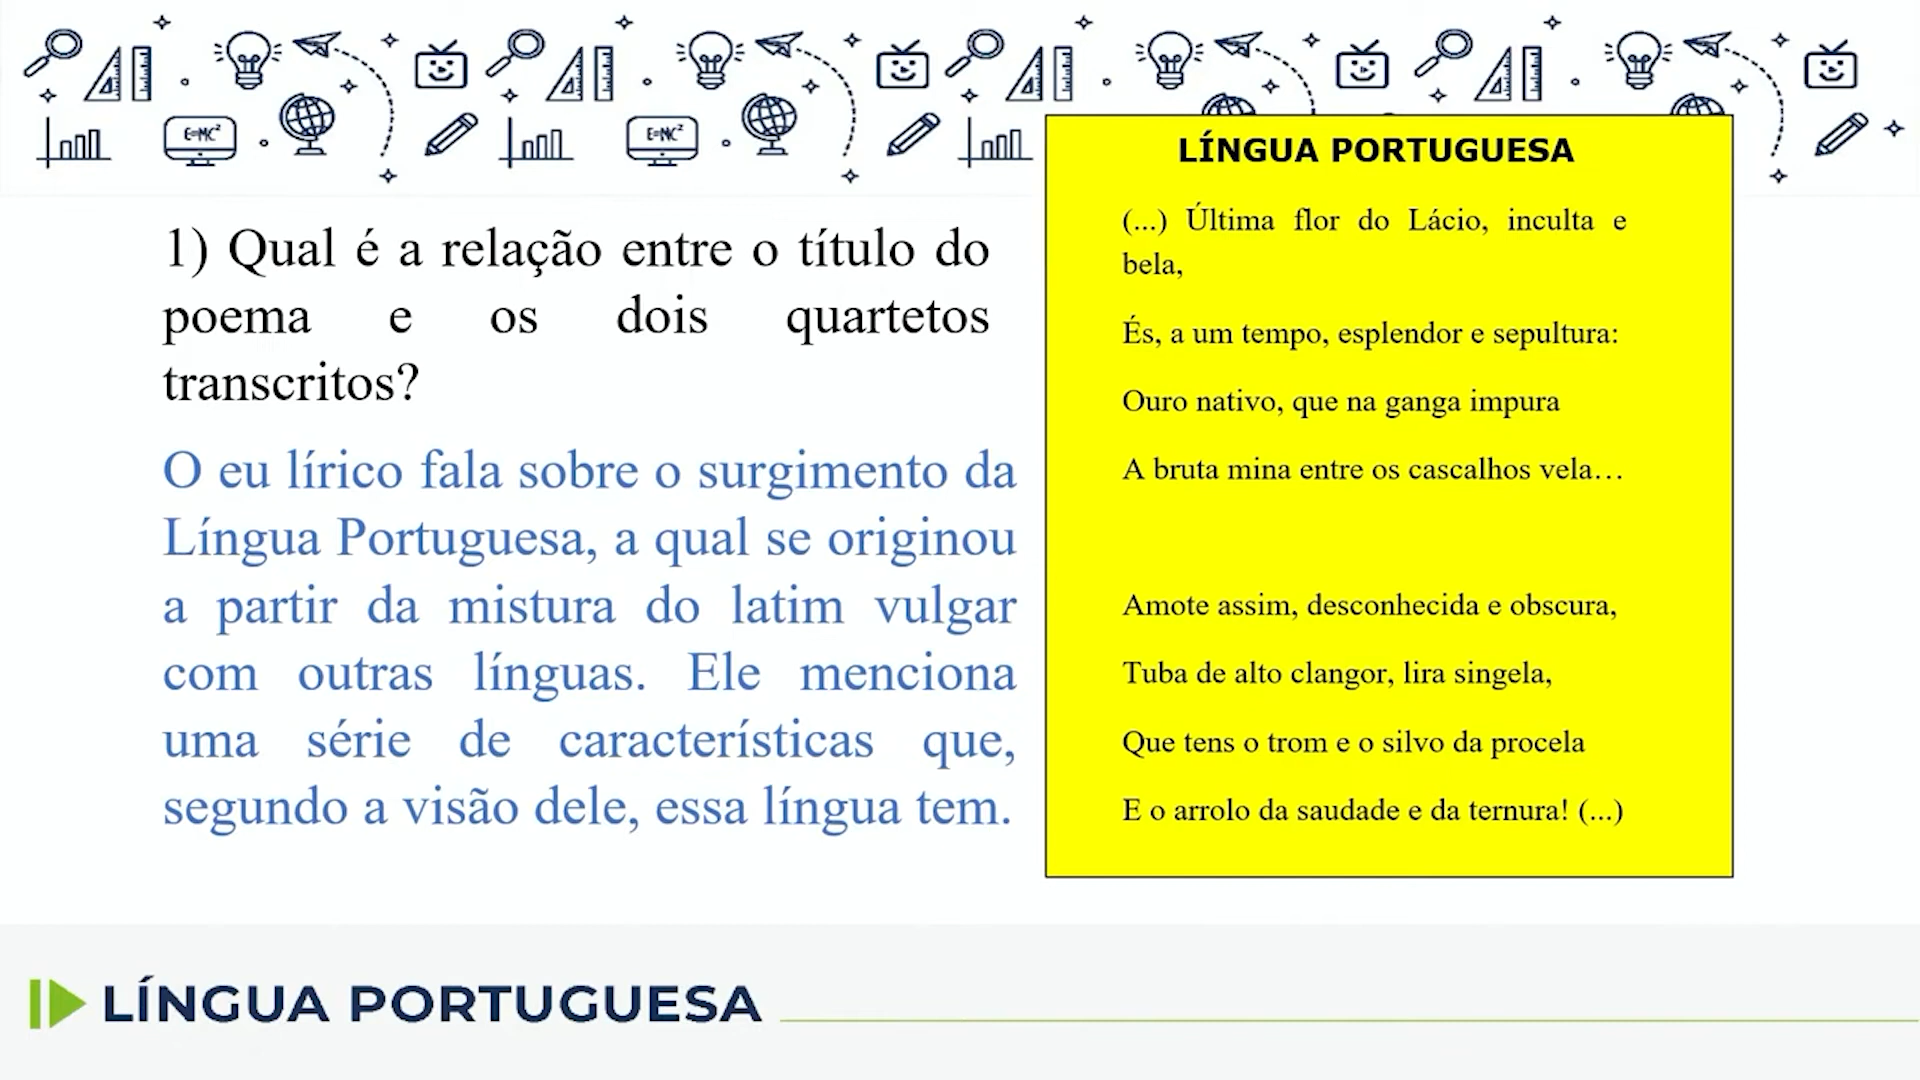 E=MC²
E=MC²
1) Qual é a relação entre o título do
poema e os dois quartetos
transcritos?
O eu lírico fala sobre o surgimento da
Língua Portuguesa, a qual se originou
a partir da mistura do latim vulgar
com outras línguas. Ele menciona
uma série de características que,
segundo a visão dele, essa língua tem.
LÍNGUA PORTUGUESA
(...) Última flor do Lácio, inculta e
bela,
És, a um tempo, esplendor e sepultura:
Ouro nativo, que na ganga impura
A bruta mina entre os cascalhos vela…
Amote assim, desconhecida e obscura,
Tuba de alto clangor, lira singela,
Que tens o trom e o silvo da procela
E o arrolo da saudade e da ternura! (...)
LÍNGUA PORTUGUESA